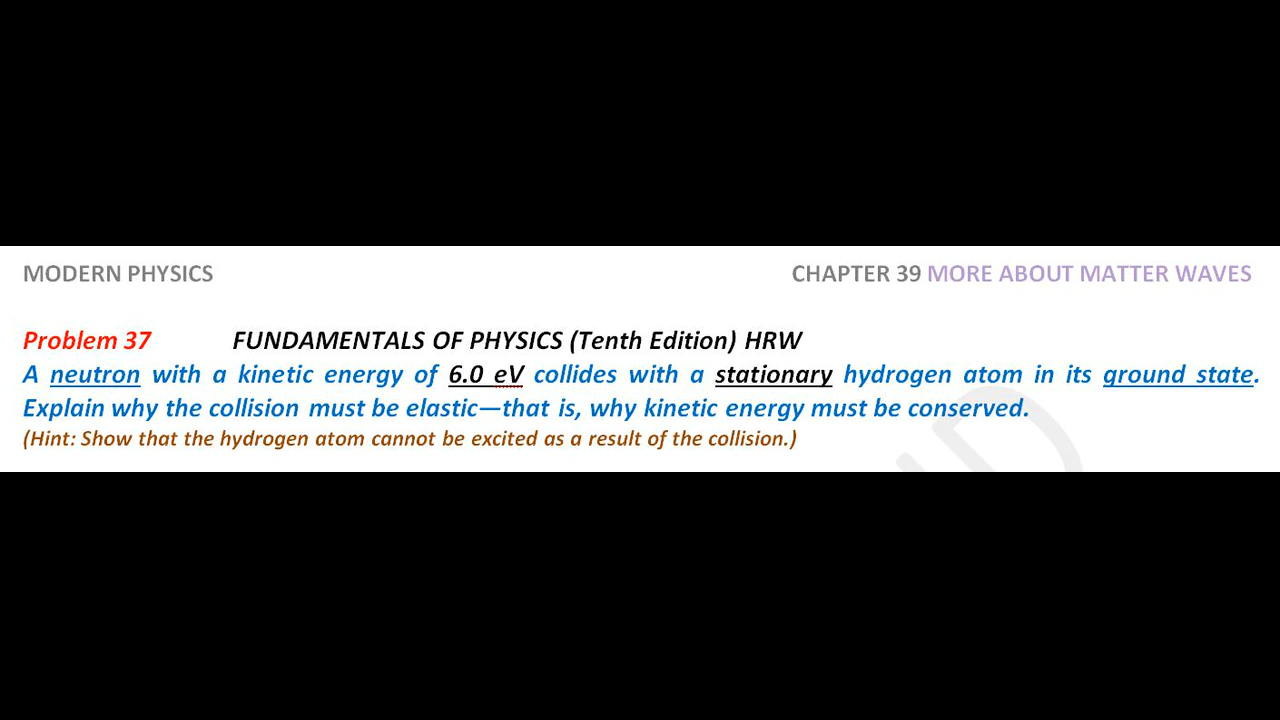 MODERN PHYSICS CHAPTER 39 MORE ABOUT MATTER WAVES
Problem 37 FUNDAMENTALS OF PHYSICS (Tenth Edition) HRW
A neutron with a kinetic energy of 6.0 eV collides with a stationary hydrogen atom in its ground state.
Explain why the collision must be elastic—that is, why kinetic energy must be conserved.
(Hint: Show that the hydrogen atom cannot be excited as a result of the collision.)